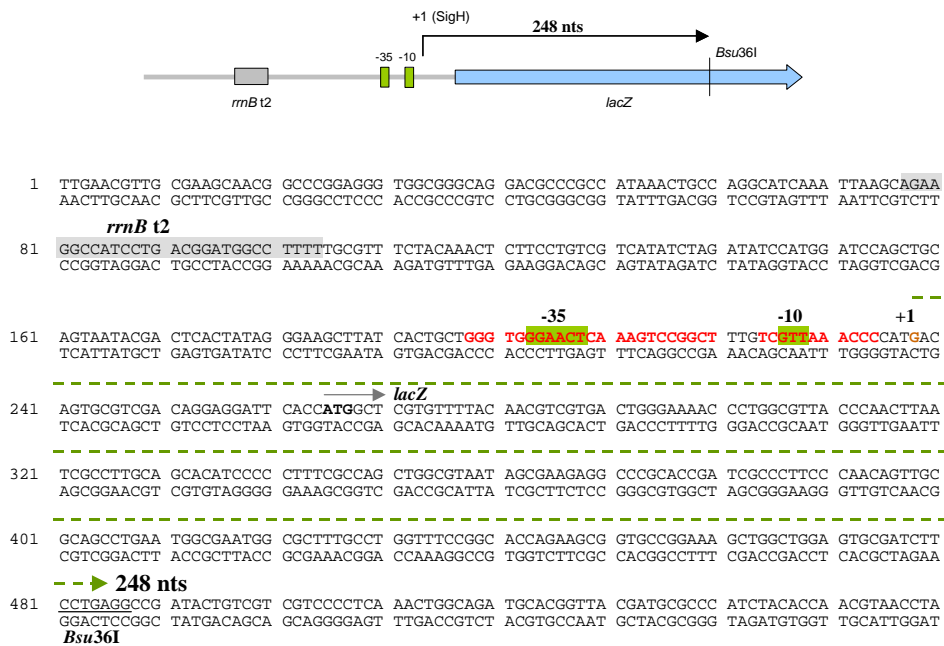 +1 (SigH)
248 nts
-35 -10
Bsu36I
rrnB t2
lacZ
1 TTGAACGTTG CGAAGCAACG GCCCGGAGGG TGGCGGGCAG GACGCCCGCC ATAAACTGCC AGGCATCAAA TTAAGCAGAA
AACTTGCAAC GCTTCGTTGC CGGGCCTCCC ACCGCCCGTC CTGCGGGCGG TATTTGACGG TCCGTAGTTT AATTCGTCTT
rrnB t2
81 GGCCATCCTG ACGGATGGCC TTTTTGCGTT TCTACAAACT CTTCCTGTCG TCATATCTAG ATATCCATGG ATCCAGCTGC
CCGGTAGGAC TGCCTACCGG AAAAACGCAA AGATGTTTGA GAAGGACAGC AGTATAGATC TATAGGTACC TAGGTCGACG
-35 -10 +1
161 AGTAATACGA CTCACTATAG GGAAGCTTAT CACTGCTGGG TGGGAACTCA AAGTCCGGCT TTGTCGTTAA ACCCCATGAC
TCATTATGCT GAGTGATATC CCTTCGAATA GTGACGACCC ACCCTTGAGT TTCAGGCCGA AACAGCAATT TGGGGTACTG
lacZ
241 AGTGCGTCGA CAGGAGGATT CACCATGGCT CGTGTTTTAC AACGTCGTGA CTGGGAAAAC CCTGGCGTTA CCCAACTTAA
TCACGCAGCT GTCCTCCTAA GTGGTACCGA GCACAAAATG TTGCAGCACT GACCCTTTTG GGACCGCAAT GGGTTGAATT
321 TCGCCTTGCA GCACATCCCC CTTTCGCCAG CTGGCGTAAT AGCGAAGAGG CCCGCACCGA TCGCCCTTCC CAACAGTTGC
AGCGGAACGT CGTGTAGGGG GAAAGCGGTC GACCGCATTA TCGCTTCTCC GGGCGTGGCT AGCGGGAAGG GTTGTCAACG
401 GCAGCCTGAA TGGCGAATGG CGCTTTGCCT GGTTTCCGGC ACCAGAAGCG GTGCCGGAAA GCTGGCTGGA GTGCGATCTT
CGTCGGACTT ACCGCTTACC GCGAAACGGA CCAAAGGCCG TGGTCTTCGC CACGGCCTTT CGACCGACCT CACGCTAGAA
248 nts
481 CCTGAGGCCG ATACTGTCGT CGTCCCCTCA AACTGGCAGA TGCACGGTTA CGATGCGCCC ATCTACACCA ACGTAACCTA
GGACTCCGGC TATGACAGCA GCAGGGGAGT TTGACCGTCT ACGTGCCAAT GCTACGCGGG TAGATGTGGT TGCATTGGAT
Bsu36I